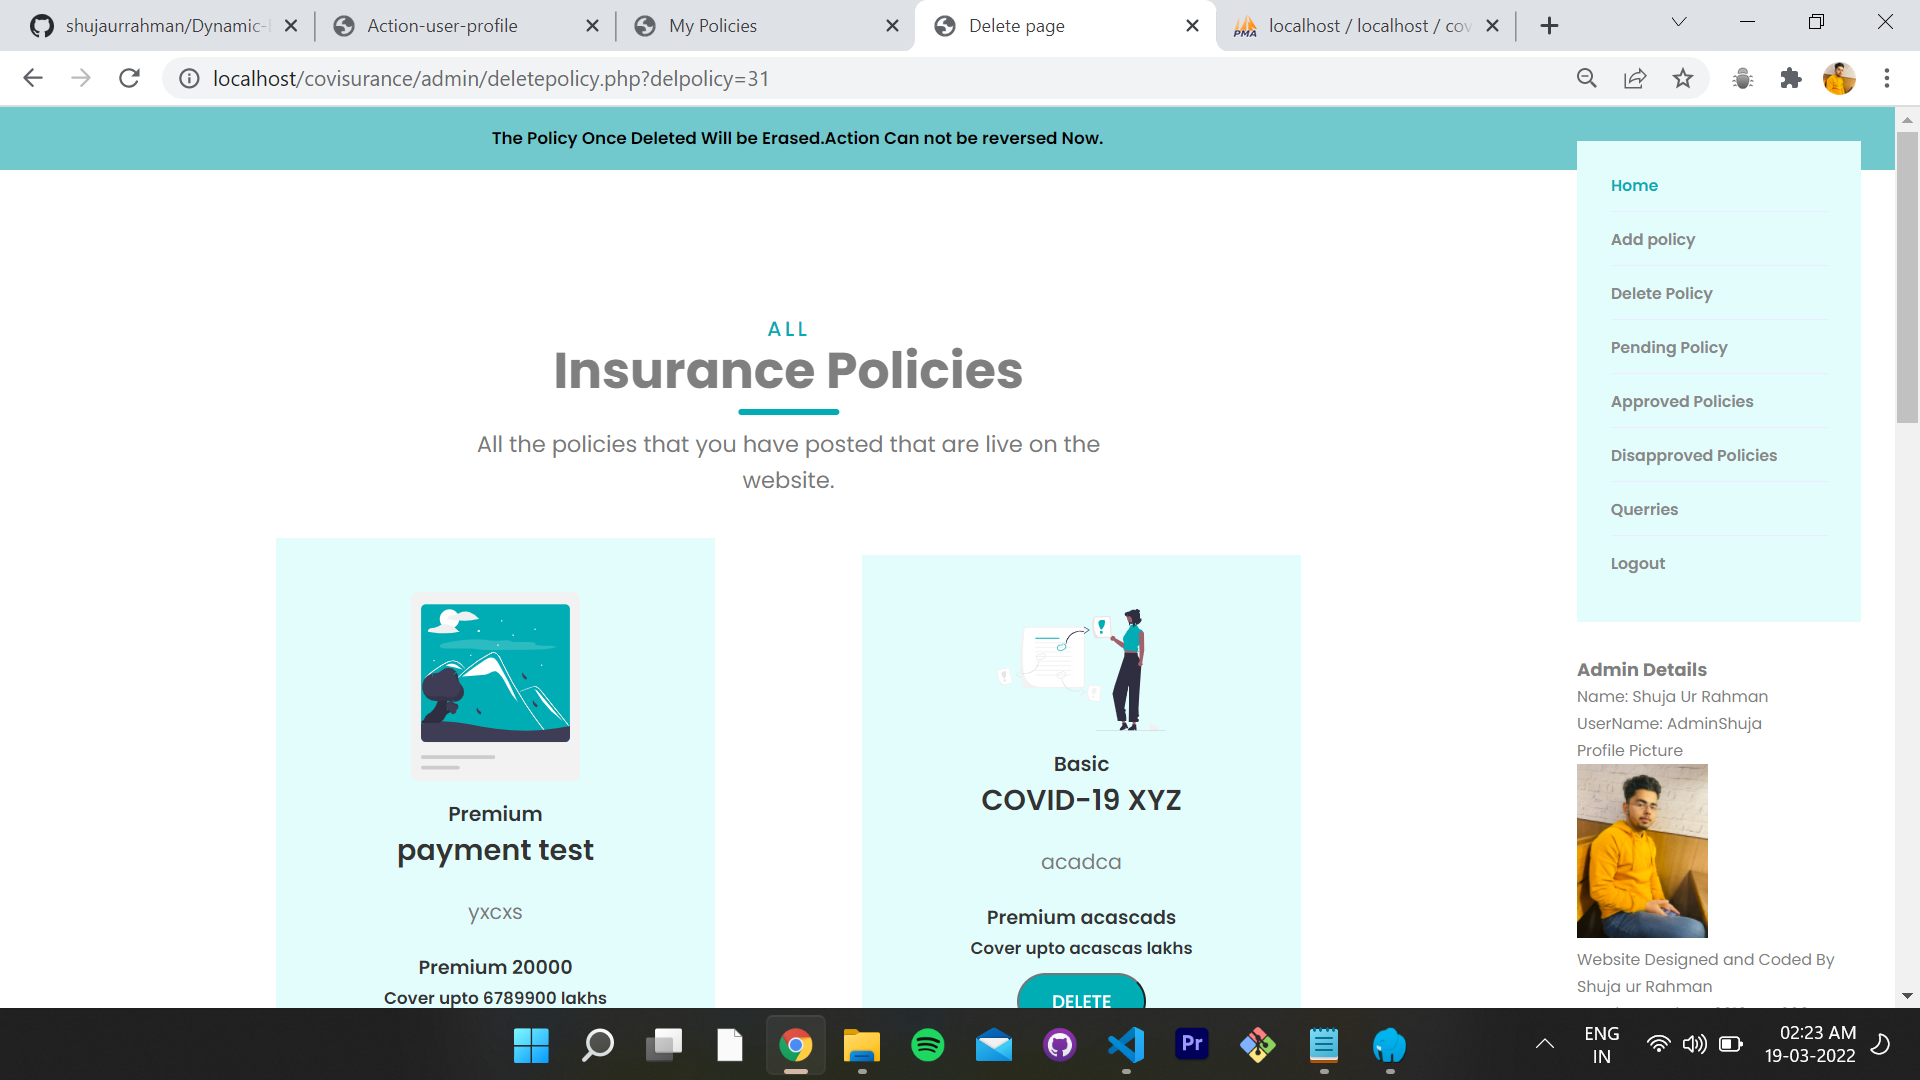 shujaurrahman/Dynamic-
Action-user-profile
My Policies
Delete page
localhost / localhost / cov
localhost/covisurance/admin/deletepolicy.php?delpolicy=31
The Policy Once Deleted Will be Erased.Action Can not be reversed Now.
Home
Add policy
Delete Policy
Pending Policy
Approved Policies
Disapproved Policies
Querries
Logout
ALL
Insurance Policies
All the policies that you have posted that are live on the
website.
Premium
payment test
yxcxs
Premium 20000
Cover upto 6789900 lakhs
Basic
COVID-19 XYZ
acadca
Premium acascads
Cover upto acascas lakhs
DELETE
Admin Details
Name: Shuja Ur Rahman
UserName: AdminShuja
Profile Picture
Website Designed and Coded By
Shuja ur Rahman
Pr
ENG
IN
02:23 AM
19-03-2022